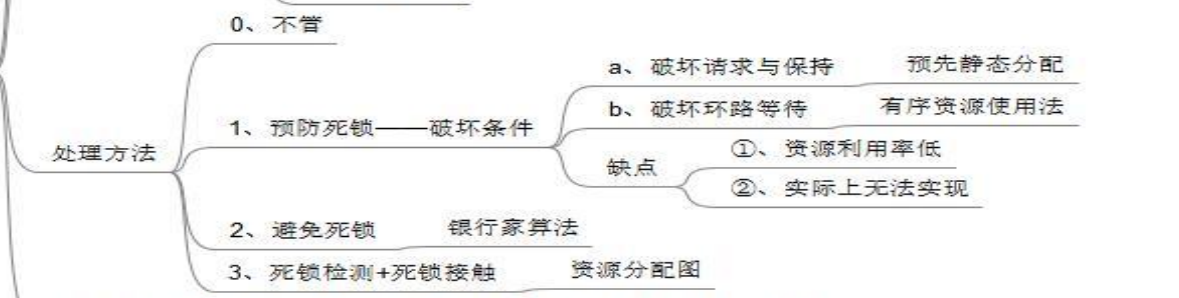 0、不管
处理方法
1、预防死锁——破坏条件
a、破坏请求与保持
预先静态分配
b、破坏环路等待
有序资源使用法
缺点
①、资源利用率低
②、实际上无法实现
2、避免死锁
银行家算法
3、死锁检测+死锁接触
资源分配图